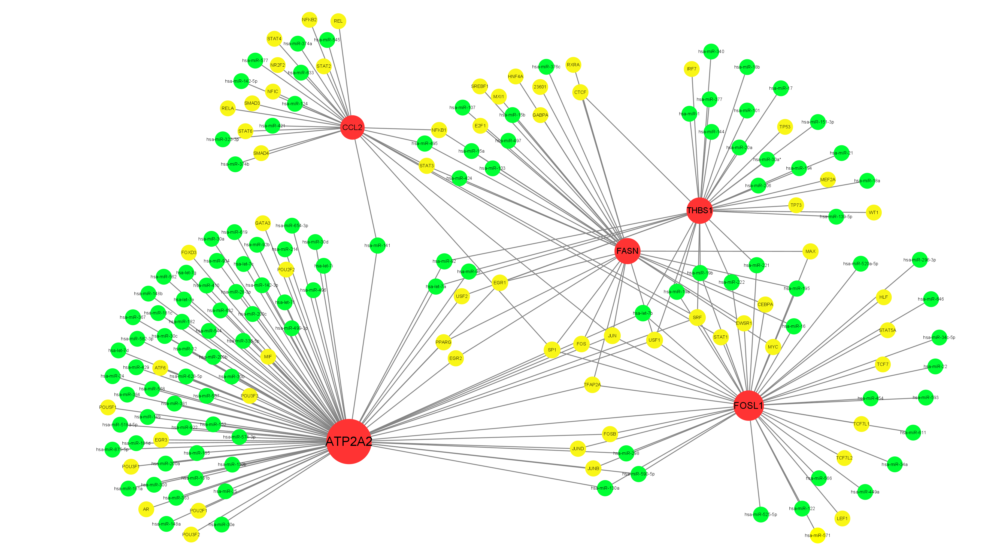 NFKB2
REL
STAT4
hsa-miR-374a
hsa-miR-545
hsa-miR-577
NR2F2
STAT2
hsa-miR-633
hsa-miR-142-5p
NFIC
SMAD3
hsa-miR-124
RELA
STAT6
hsa-miR-421
CCL2
hsa-miR-323-3p
SMAD4
hsa-miR-374b
NFKB1
hsa-miR-495
STAT3
hsa-miR-424
hsa-miR-15a
hsa-miR-103
hsa-miR-107
E2F1
hsa-miR-497
SREBF1
MXI1
hsa-miR-15b
HNF4A
hsa-miR-376c
23601
GABPA
RXRA
CTCF
hsa-miR-340
IRF7
hsa-miR-18b
hsa-miR-17
hsa-miR-377
hsa-miR-1
hsa-miR-101
hsa-miR-151-3p
TP53
hsa-miR-144
hsa-miR-20a
hsa-miR-30a*
hsa-miR-21
hsa-miR-194
MEF2A
hsa-miR-18a
hsa-miR-206
THBS1
TP73
WT1
hsa-miR-139-5p
FASN
MAX
hsa-miR-141
hsa-miR-92
hsa-miR-98
hsa-let-7a
EGR1
USF2
hsa-miR-221
hsa-miR-19b
hsa-miR-222
hsa-miR-195
hsa-miR-19a
CEBPA
hsa-let-7b
SRF
EWSR1
hsa-miR-16
STAT1
MYC
JUN
USF1
FOS
SP1
PPARG
EGR2
TFAP2A
hsa-miR-520a-5p
hsa-miR-296-3p
HLF
hsa-miR-646
STAT5A
hsa-miR-34c-5p
TCF7
hsa-miR-22
hsa-miR-454
hsa-miR-593
FOSL1
TCF7L1
hsa-miR-611
TCF7L2
hsa-miR-34a
hsa-miR-566
hsa-miR-449a
hsa-miR-122
hsa-miR-525-5p
LEF1
hsa-miR-571
FOSB
JUND
hsa-miR-298
JUNB
hsa-miR-590-5p
hsa-miR-130a
GATA3
hsa-miR-654-3p
hsa-miR-619
hsa-miR-30a
hsa-miR-92b
hsa-miR-214
hsa-miR-30d
FOXD3
hsa-miR-934
hsa-let-7c
POU2F2
hsa-let-7i
hsa-let-7g
hsa-miR-562
hsa-miR-410
hsa-miR-28-3p
hsa-miR-142-3p
hsa-miR-496
hsa-miR-148b
hsa-let-7e
hsa-let-7f
hsa-miR-181c
hsa-miR-632
hsa-miR-200c
hsa-miR-367
hsa-miR-182
hsa-miR-499-3p
hsa-miR-544
hsa-miR-30c
hsa-miR-582-3p
hsa-miR-338-5p
hsa-miR-32
hsa-let-7d
hsa-miR-200b
MIF
hsa-miR-429
ATF6
hsa-miR-24
hsa-miR-628-5p
hsa-miR-30b
hsa-miR-568
hsa-miR-384
hsa-miR-567
POU3F3
hsa-miR-381
POU5F1
hsa-miR-149
hsa-miR-518d-5p
hsa-miR-922
hsa-miR-152
hsa-miR-574-3p
EGR3
hsa-miR-181d
ATP2A2
hsa-miR-875-5p
hsa-miR-185
hsa-miR-200a
POU3F1
hsa-miR-130b
hsa-miR-181b
hsa-miR-300
hsa-miR-181a
hsa-miR-25
hsa-miR-363
AR
POU2F1
hsa-miR-148a
hsa-miR-30e
POU3F2